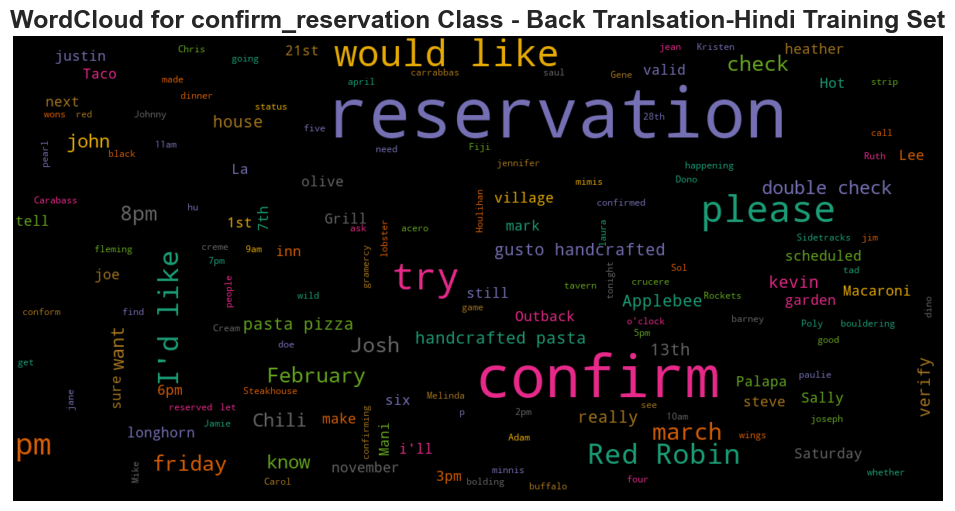 WordCloud for confirm_reservation Class - Back Tranlsation-Hindi Training Set
justin Chris going 21st would like jean Kristen heather
Taco made april carrabbas saul Gene valid check Hot strip
next dinner status reservation
wons red Johnny house five 28th call
john 11am need Fiji Ruth Lee
pearl black jennifer happening
La olive mimis Dono double check
Carabass hu village confirmed please
tell 8pm 1st 7th Grill ask acero Houlihan mark laura Sidetracks jim
fleming creme 9am inn lobster gusto handcrafted scheduled
joe 7pm people gramercy try tonight Sol tad
I'd like wild still tavern crucere kevin Macaroni
conform find game Applebee Rockets garden dino
Cream pasta pizza Outback o'clock barney Poly bouldering
doe handcrafted pasta 5pm good
sure want Josh 13th
get February confirm Palapa paulie verify
jane 6pm Steakhouse six Melinda see steve Sally
reserved let Chili make p 2pm really 10am joseph
pm longhorn Jamie confirming Mani i'll Adam march wings
friday know Red Robin Saturday
Mike november 3pm minnis whether
Carol bolding buffalo four